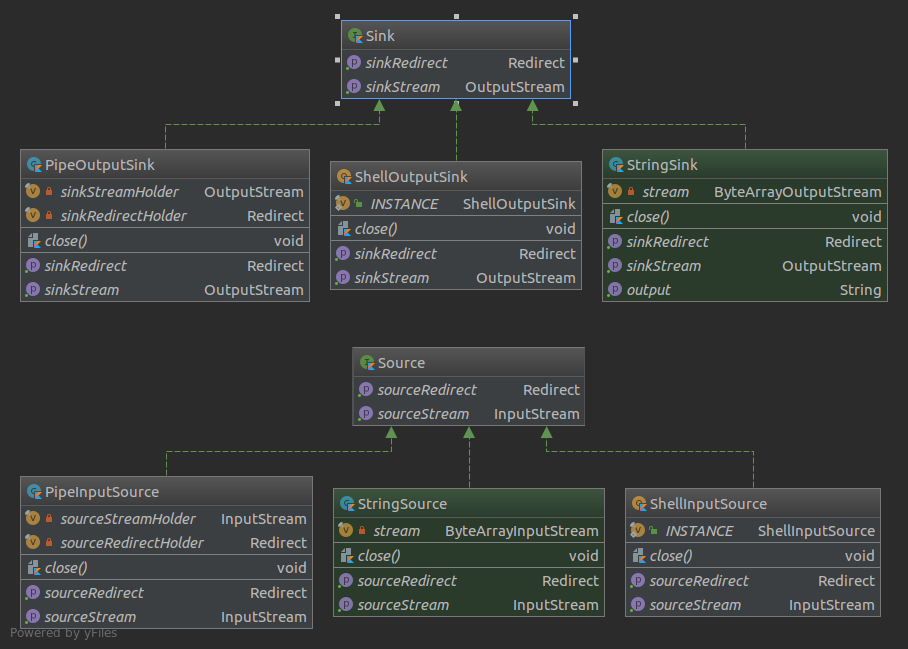 Sink
sinkRedirect Redirect
sinkStream OutputStream
PipeOutputSink
sinkStreamHolder OutputStream
sinkRedirectHolder Redirect
close() void
sinkRedirect Redirect
sinkStream OutputStream
ShellOutputSink
INSTANCE ShellOutputSink
close() void
sinkRedirect Redirect
sinkStream OutputStream
StringSink
stream ByteArrayOutputStream
close() void
sinkRedirect Redirect
sinkStream OutputStream
output String
Source
sourceRedirect Redirect
sourceStream InputStream
PipeInputSource
sourceStreamHolder InputStream
sourceRedirectHolder Redirect
close() void
sourceRedirect Redirect
sourceStream InputStream
StringSource
stream ByteArrayInputStream
close() void
sourceRedirect Redirect
sourceStream InputStream
ShellInputSource
INSTANCE ShellInputSource
close() void
sourceRedirect Redirect
sourceStream InputStream
Powered by yFiles